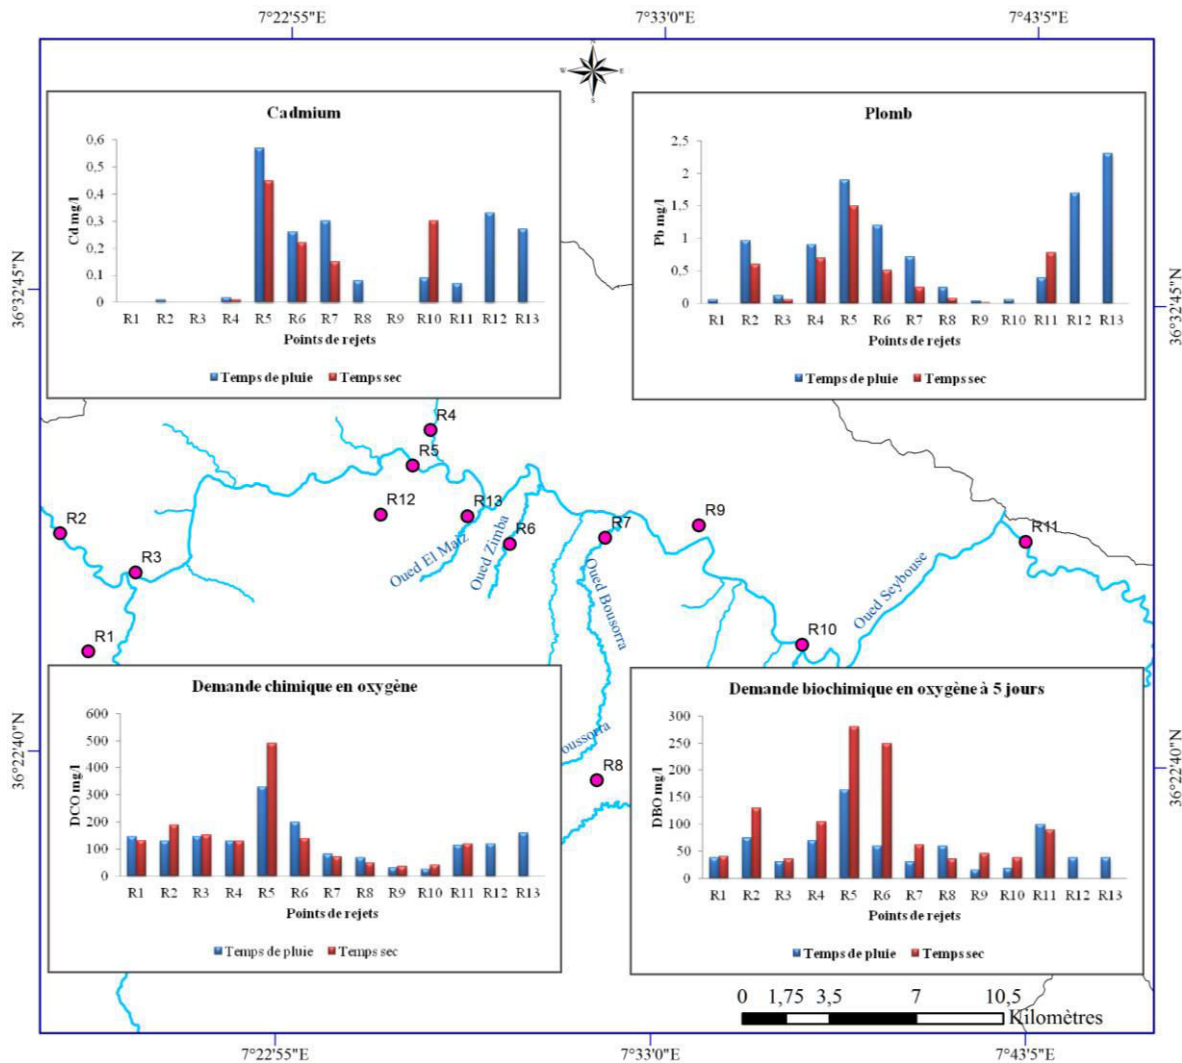 7°22'55"E 7°33'0"E 7°43'5"E
N
W E
S
36°32'45"N
36°32'45"N
Cadmium
Cd mg/l
0,6
0,5
0,4
0,3
0,2
0,1
0
R1 R2 R3 R4 R5 R6 R7 R8 R9 R10 R11 R12 R13
Points de rejets
Temps de pluie Temps sec
Plomb
Pb mg/l
2,5
2
1,5
1
0,5
0
R1 R2 R3 R4 R5 R6 R7 R8 R9 R10 R11 R12 R13
Points de rejets
Temps de pluie Temps sec
R4
R5
R12
R13
R2
R3
R1
R6
R7
R9
R11
R10
R8
Oued El Maiz
Oued Zimba
Oued Bousorra
Oued Seybouse
oussorra
36°22'40"N
36°22'40"N
Demande chimique en oxygène
DCO mg/l
600
500
400
300
200
100
0
R1 R2 R3 R4 R5 R6 R7 R8 R9 R10 R11 R12 R13
Points de rejets
Temps de pluie Temps sec
Demande biochimique en oxygène à 5 jours
DBO mg/l
300
250
200
150
100
50
0
R1 R2 R3 R4 R5 R6 R7 R8 R9 R10 R11 R12 R13
Points de rejets
Temps de pluie Temps sec
0 1,75 3,5 7 10,5
Kilomètres
7°22'55"E 7°33'0"E 7°43'5"E